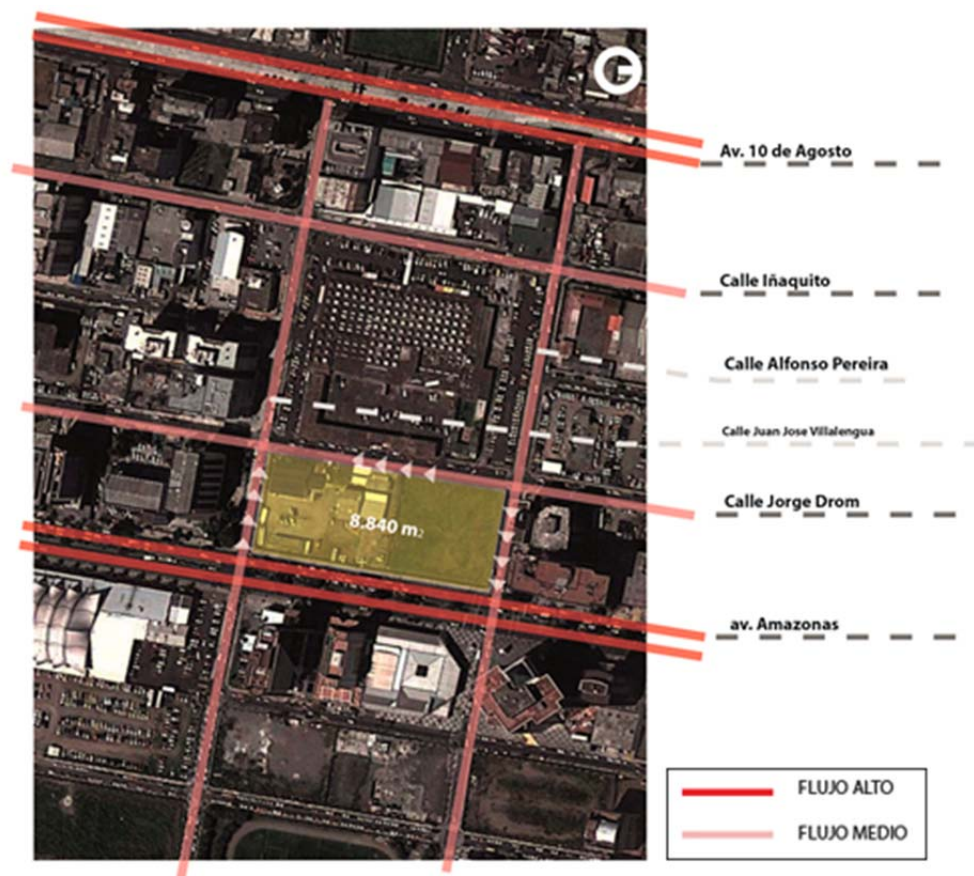 Av. 10 de Agosto
Calle Iñaquito
Calle Alfonso Pereira
Calle Juan Jose Villalengua
Calle Jorge Drom
8.840 m2
av. Amazonas
FLUJO ALTO
FLUJO MEDIO